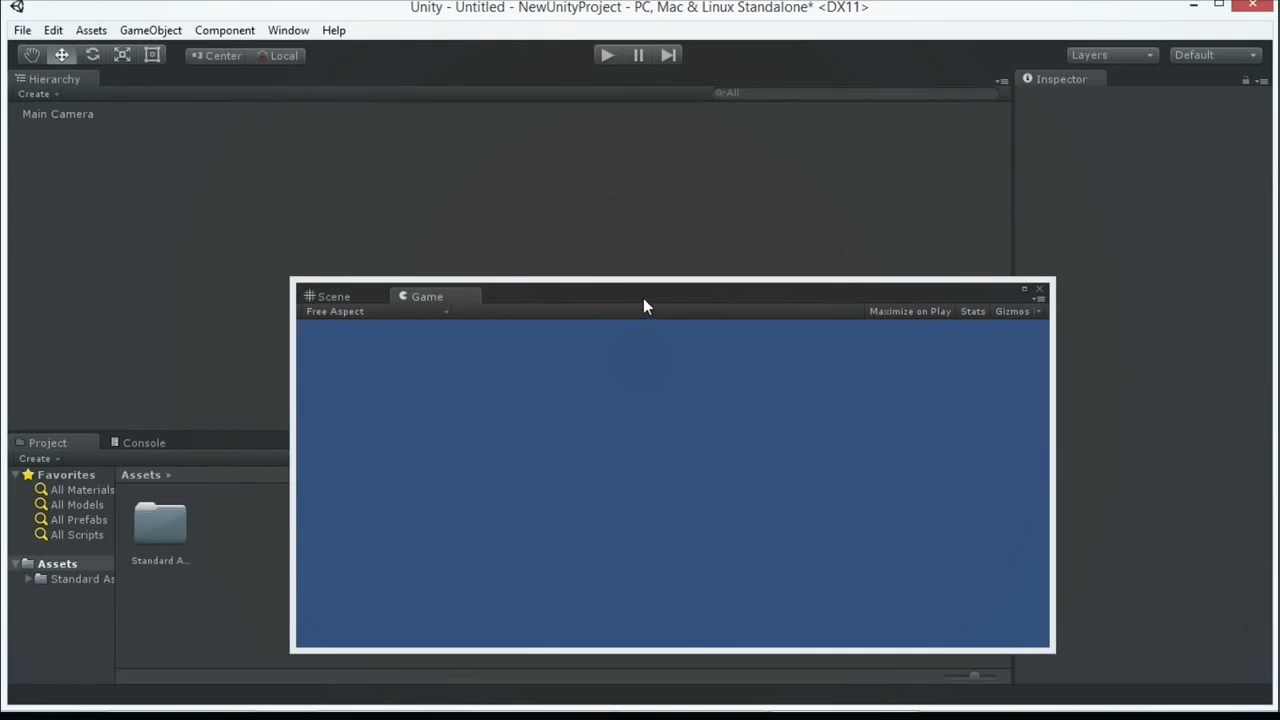 Unity - Untitled - NewUnityProject - PC, Mac & Linux Standalone* <DX11>
File Edit Assets GameObject Component Window Help
Center Local Layers Default
Hierarchy Inspector
Create All
Main Camera
Scene Game
Free Aspect Maximize on Play Stats Gizmos
Project Console
Create
Favorites Assets
All Materials
All Models
All Prefabs
All Scripts
Standard A...
Assets
Standard As